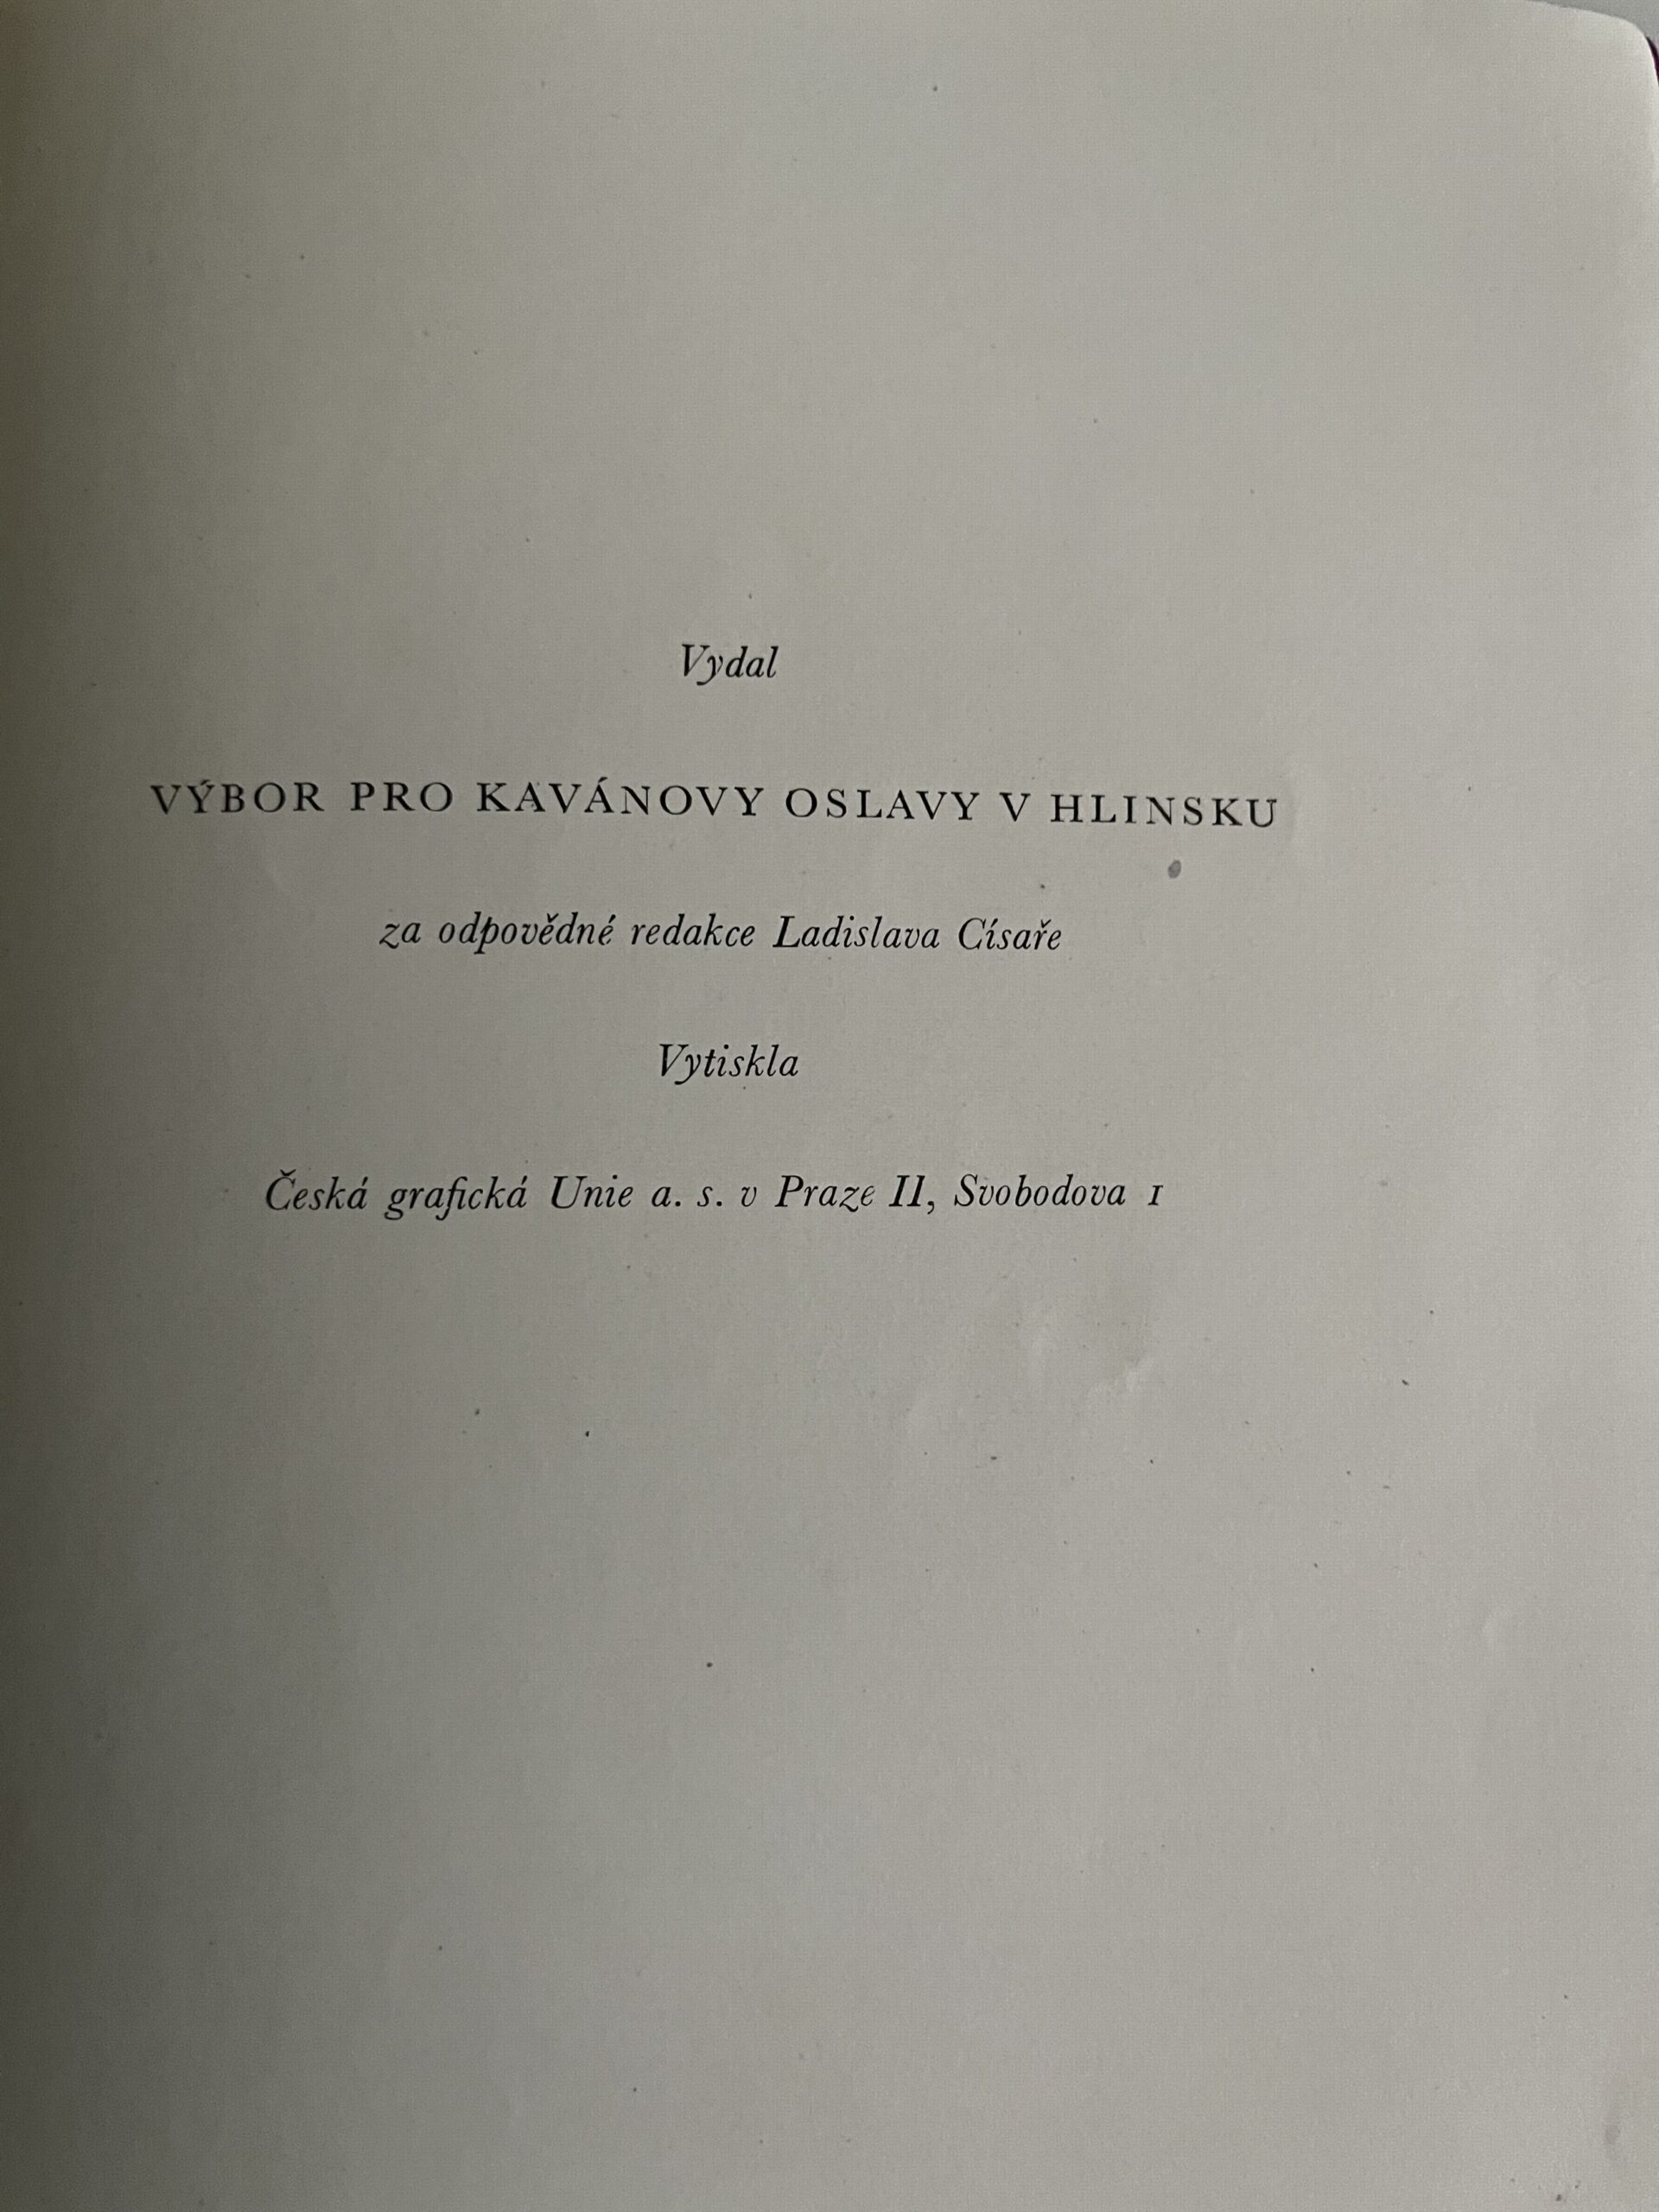 Vydal
VÝBOR PRO KAVÁNOVY OSLAVY V HLINSKU
za odpovědné redakce Ladislava Císaře
Vytiskla
Česká grafická Unie a. s. v Praze II, Svobodova 1